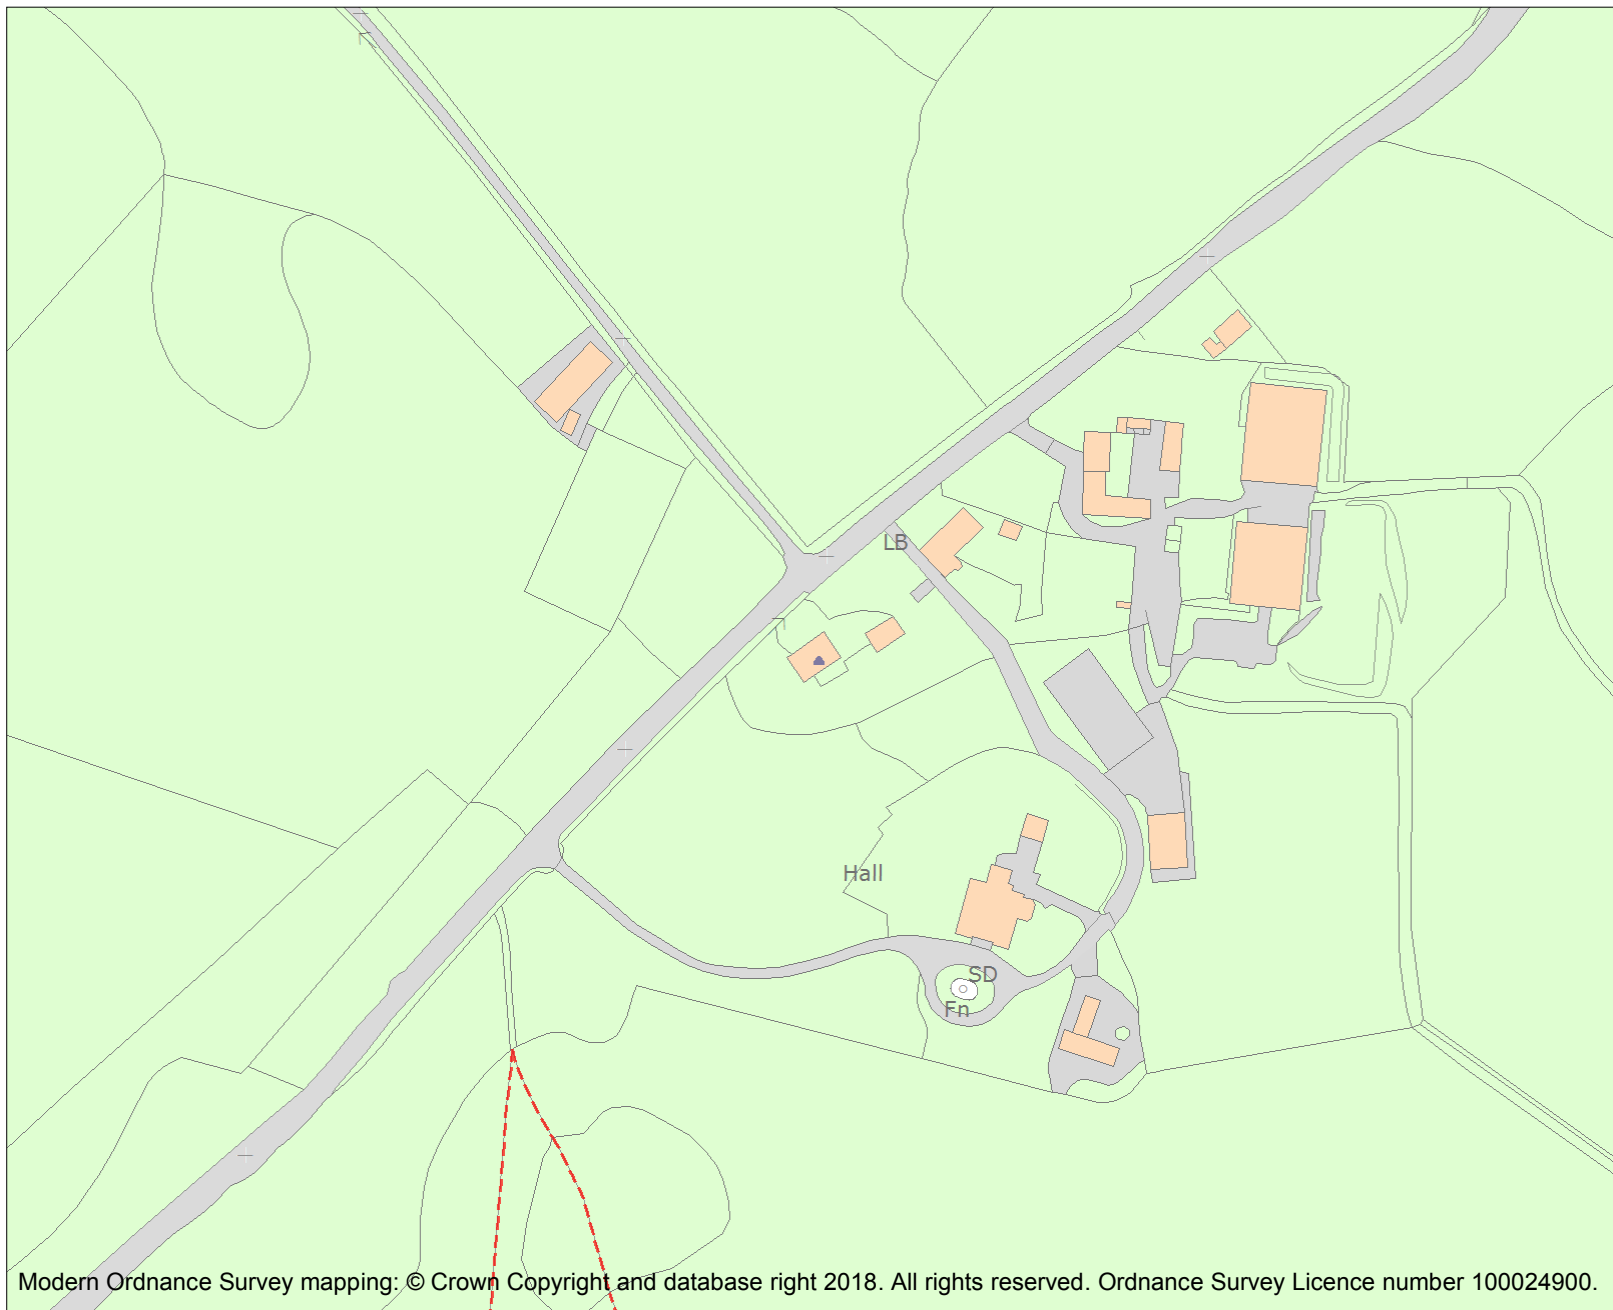 LB
Hall
SD
Fn
Modern Ordnance Survey mapping: © Crown Copyright and database right 2018. All rights reserved. Ordnance Survey Licence number 100024900.